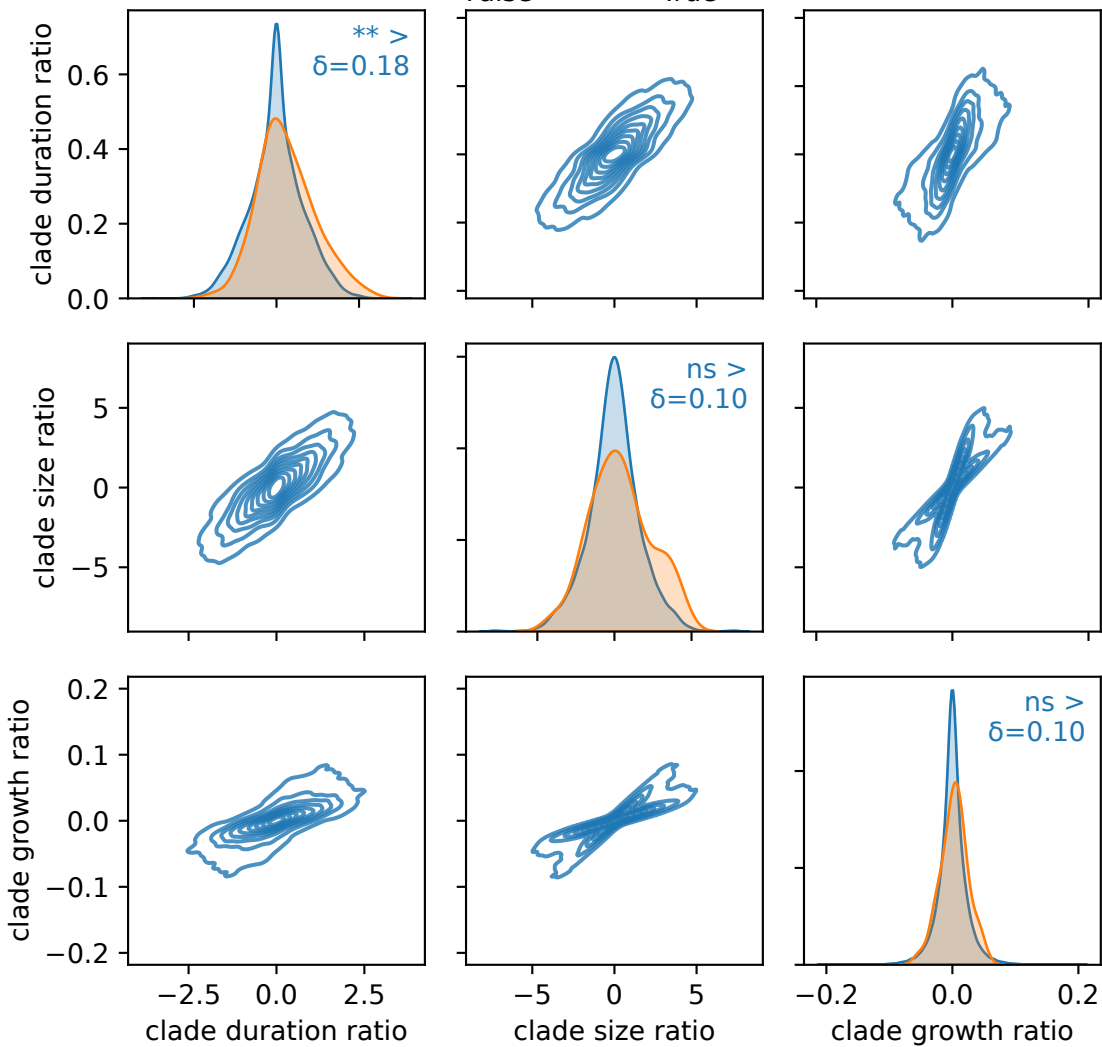 ** >
δ=0.18
clade duration ratio
0.6
0.4
0.2
0.0
ns >
δ=0.10
clade size ratio
5
0
−5
ns >
δ=0.10
clade growth ratio
0.2
0.1
0.0
−0.1
−0.2
−2.5 0.0 2.5
−5 0 5
−0.2 0.0 0.2
clade duration ratio
clade size ratio
clade growth ratio